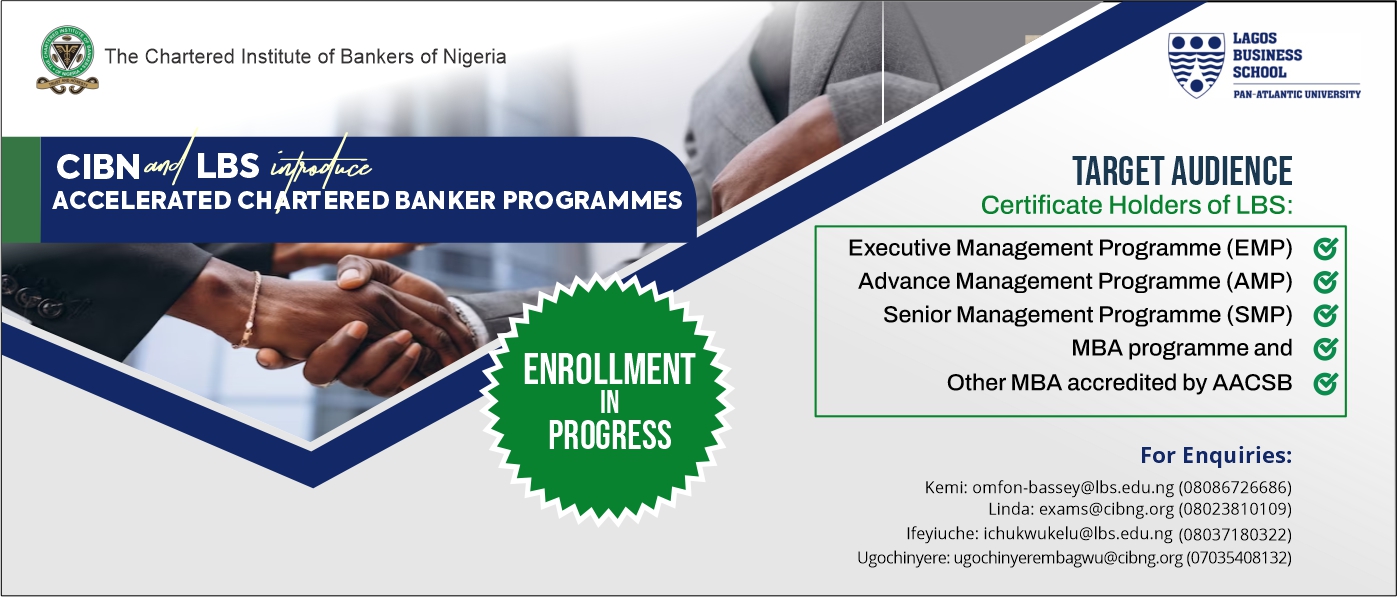 The Chartered Institute of Bankers of Nigeria
LAGOS
BUSINESS
SCHOOL
PAN-ATLANTIC UNIVERSITY
CIBN and LBS introduce
ACCELERATED CHARTERED BANKER PROGRAMMES
ENROLLMENT
IN
PROGRESS
TARGET AUDIENCE
Certificate Holders of LBS:
Executive Management Programme (EMP)
Advance Management Programme (AMP)
Senior Management Programme (SMP)
MBA programme and
Other MBA accredited by AACSB
For Enquiries:
Kemi: omfon-bassey@lbs.edu.ng (08086726686)
Linda: exams@cibng.org (08023810109)
Ifeyiuche: ichukwukelu@lbs.edu.ng (08037180322)
Ugochinyere: ugochinyerembagwu@cibng.org (07035408132)